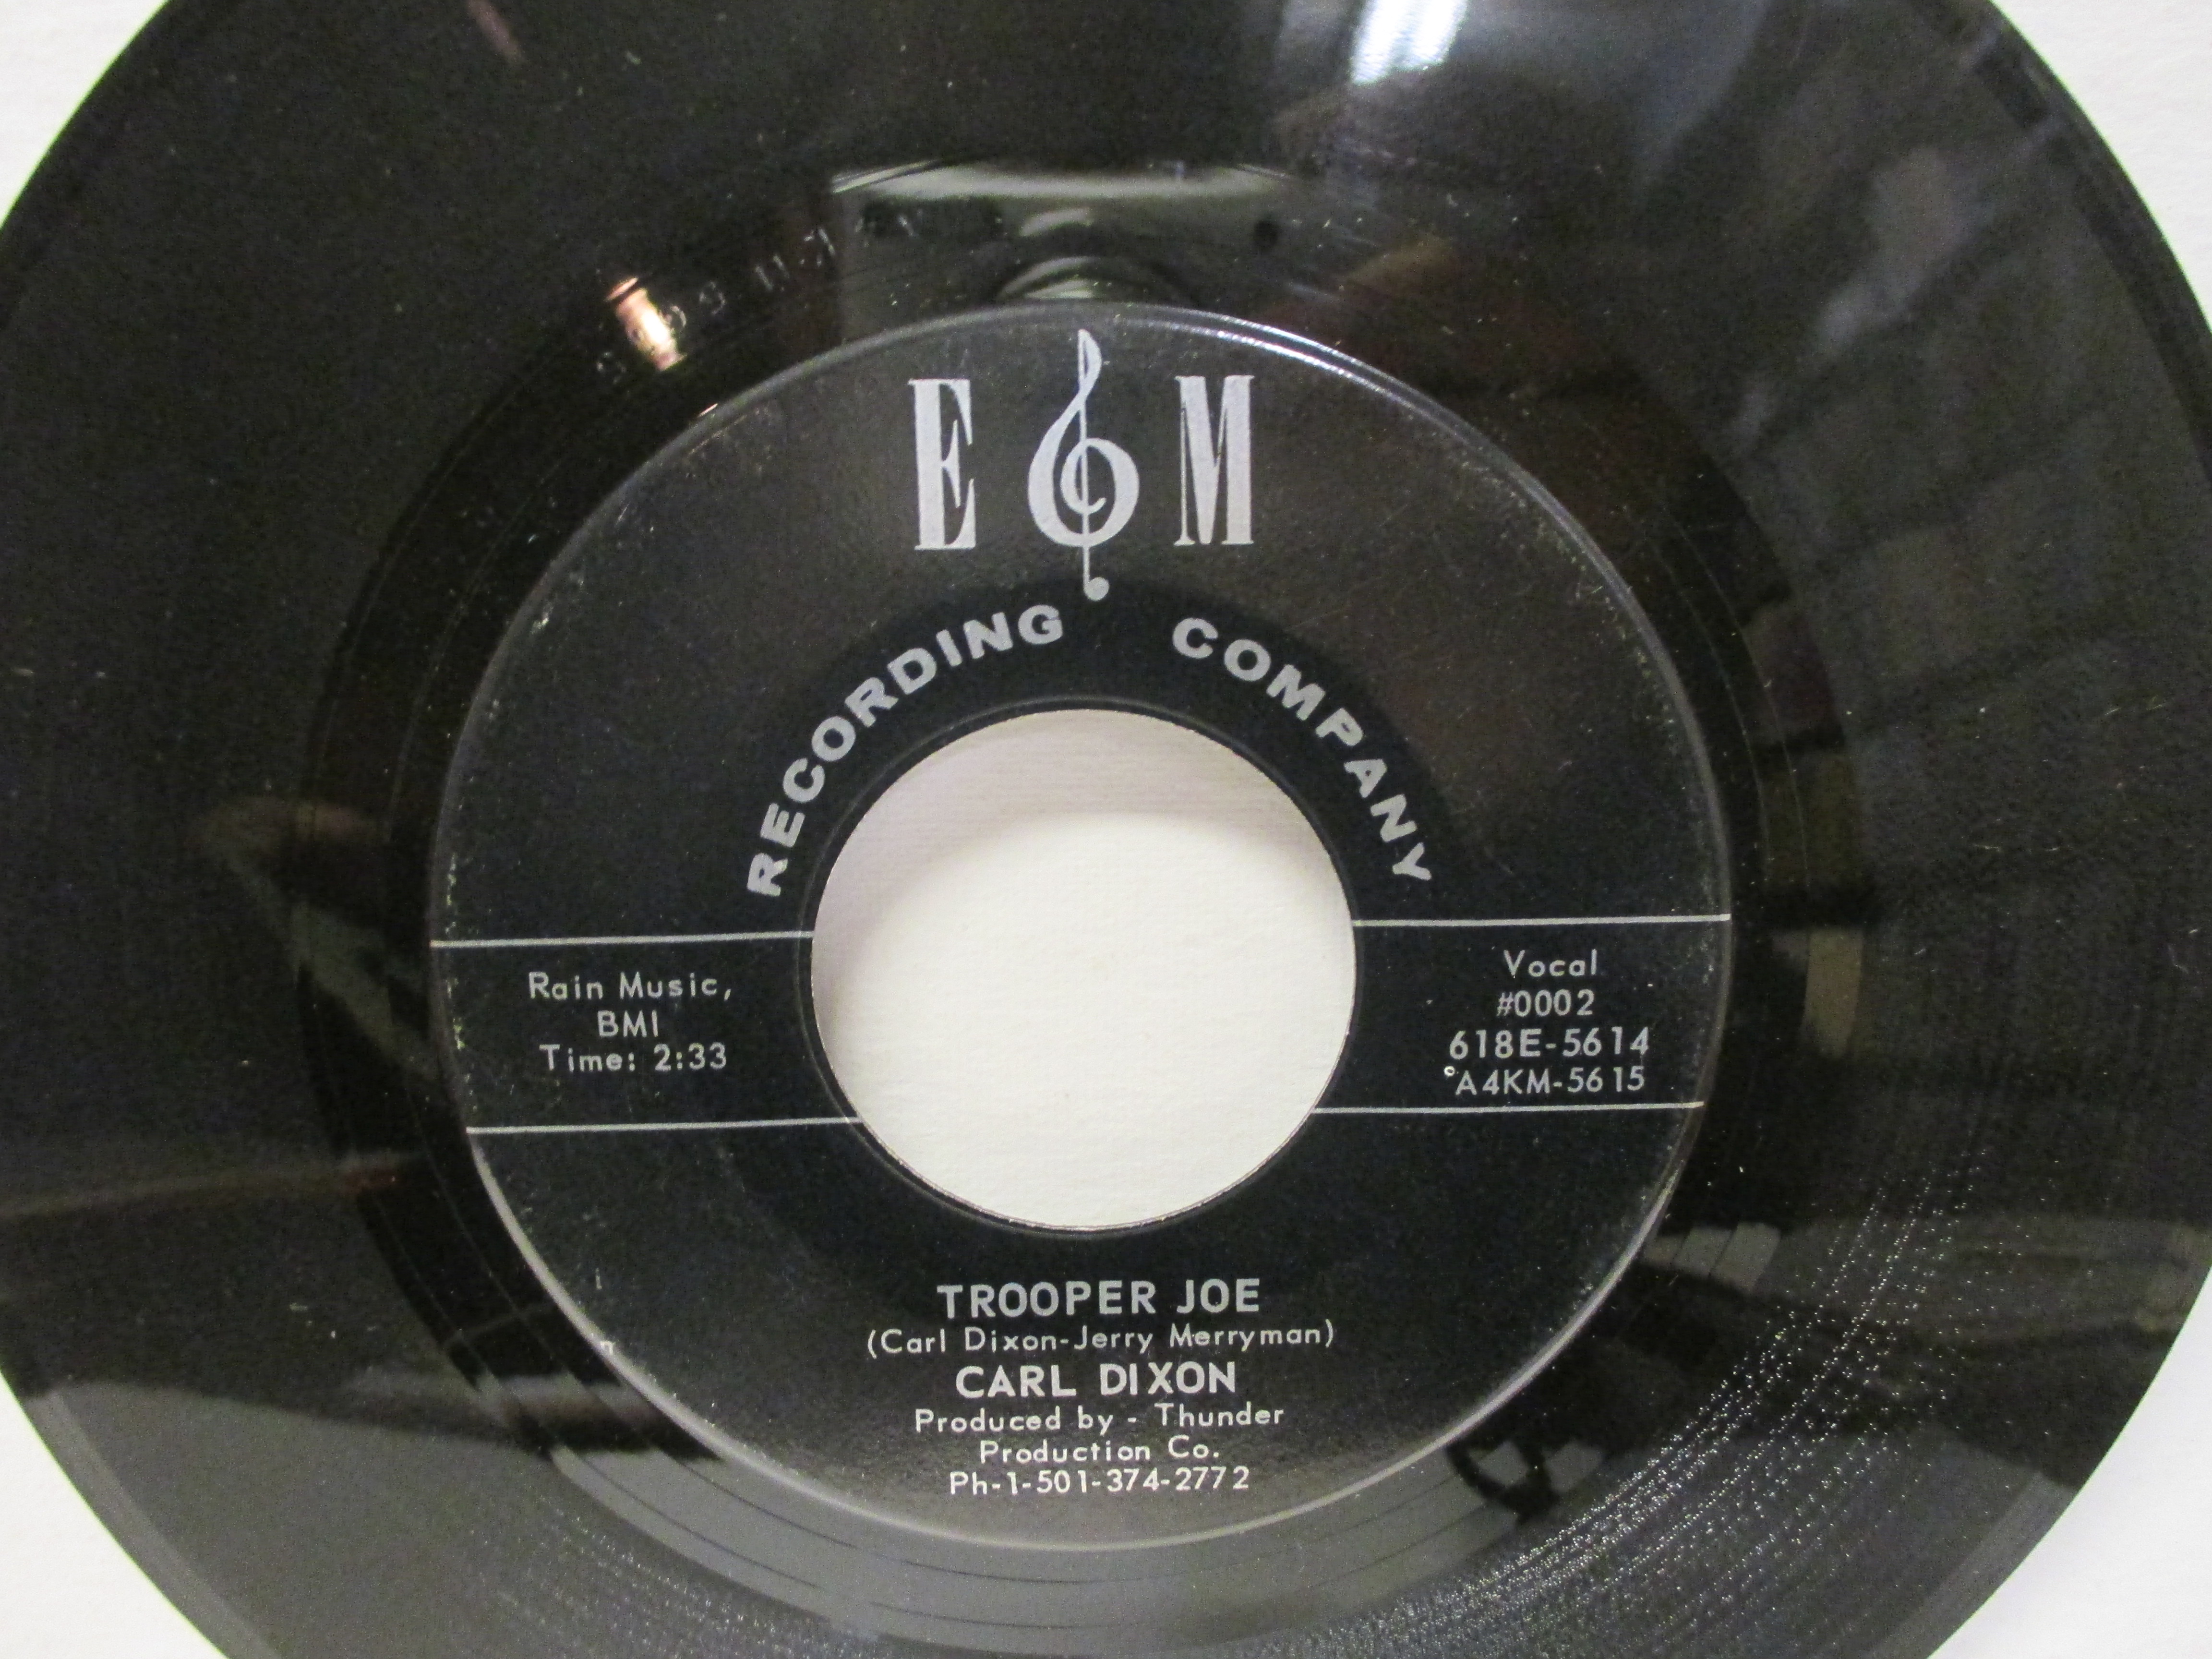 E M
RECORDING COMPANY
Rain Music,
BMI
Time: 2:33
Vocal
#0002
618E-5614
A4KM-5615
TROOPER JOE
(Carl Dixon-Jerry Merryman)
CARL DIXON
Produced by - Thunder
Production Co.
Ph-1-501-374-2772